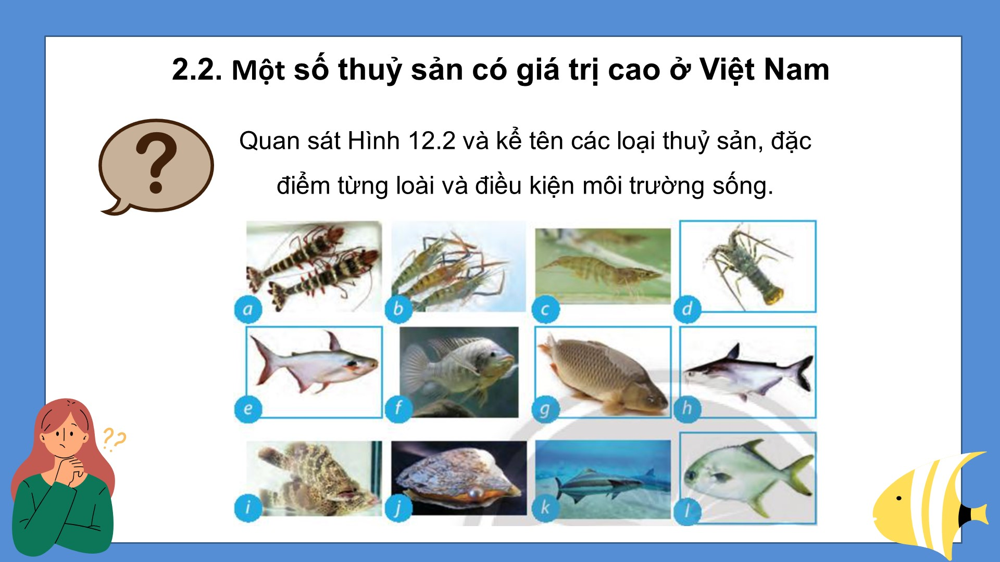 2.2. Một số thuỷ sản có giá trị cao ở Việt Nam
?
Quan sát Hình 12.2 và kể tên các loại thuỷ sản, đặc
điểm từng loài và điều kiện môi trường sống.
a
b
c
d
e
f
g
h
??
i
j
k
l